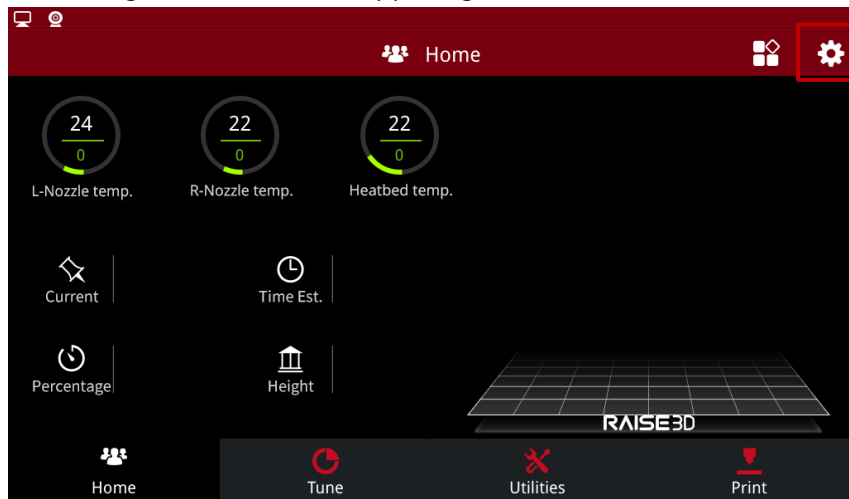 Home
24
0
22
0
22
0
L-Nozzle temp.
R-Nozzle temp.
Heatbed temp.
Current
Time Est.
Percentage
Height
RAISE3D
Home
Tune
Utilities
Print